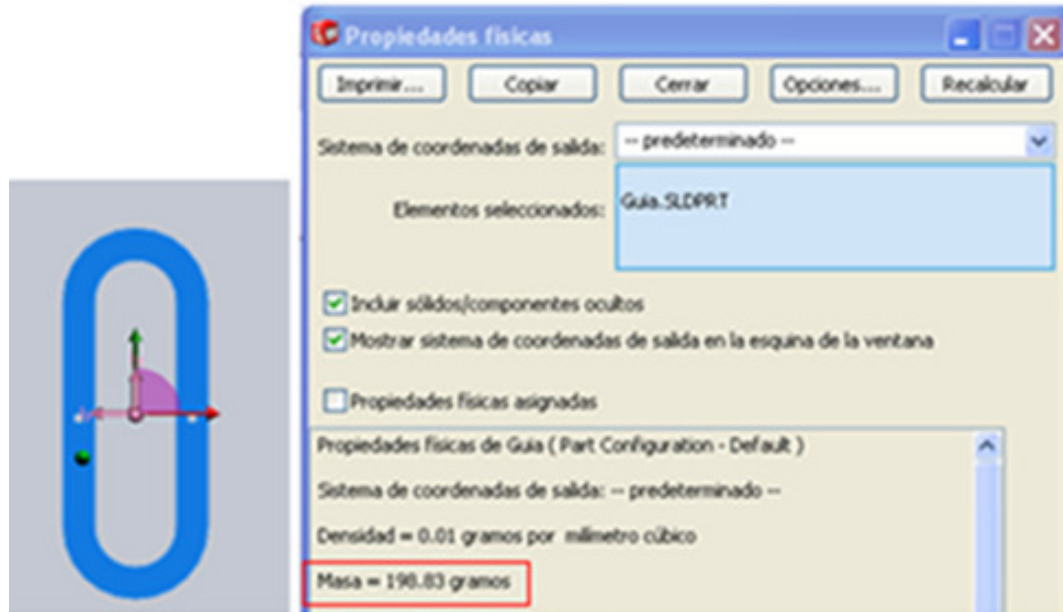 Propiedades físicas
Imprimir... Copiar Cerrar Opciones... Recalcular
Sistema de coordenadas de salida: -- predeterminado --
Elementos seleccionados: Guia.SLDPRT
Incluir sólidos/componentes ocultos
Mostrar sistema de coordenadas de salida en la esquina de la ventana
Propiedades físicas asignadas
Propiedades físicas de Guia ( Part Configuration - Default )
Sistema de coordenadas de salida: -- predeterminado --
Densidad = 0.01 gramos por milímetro cúbico
Masa = 198.83 gramos